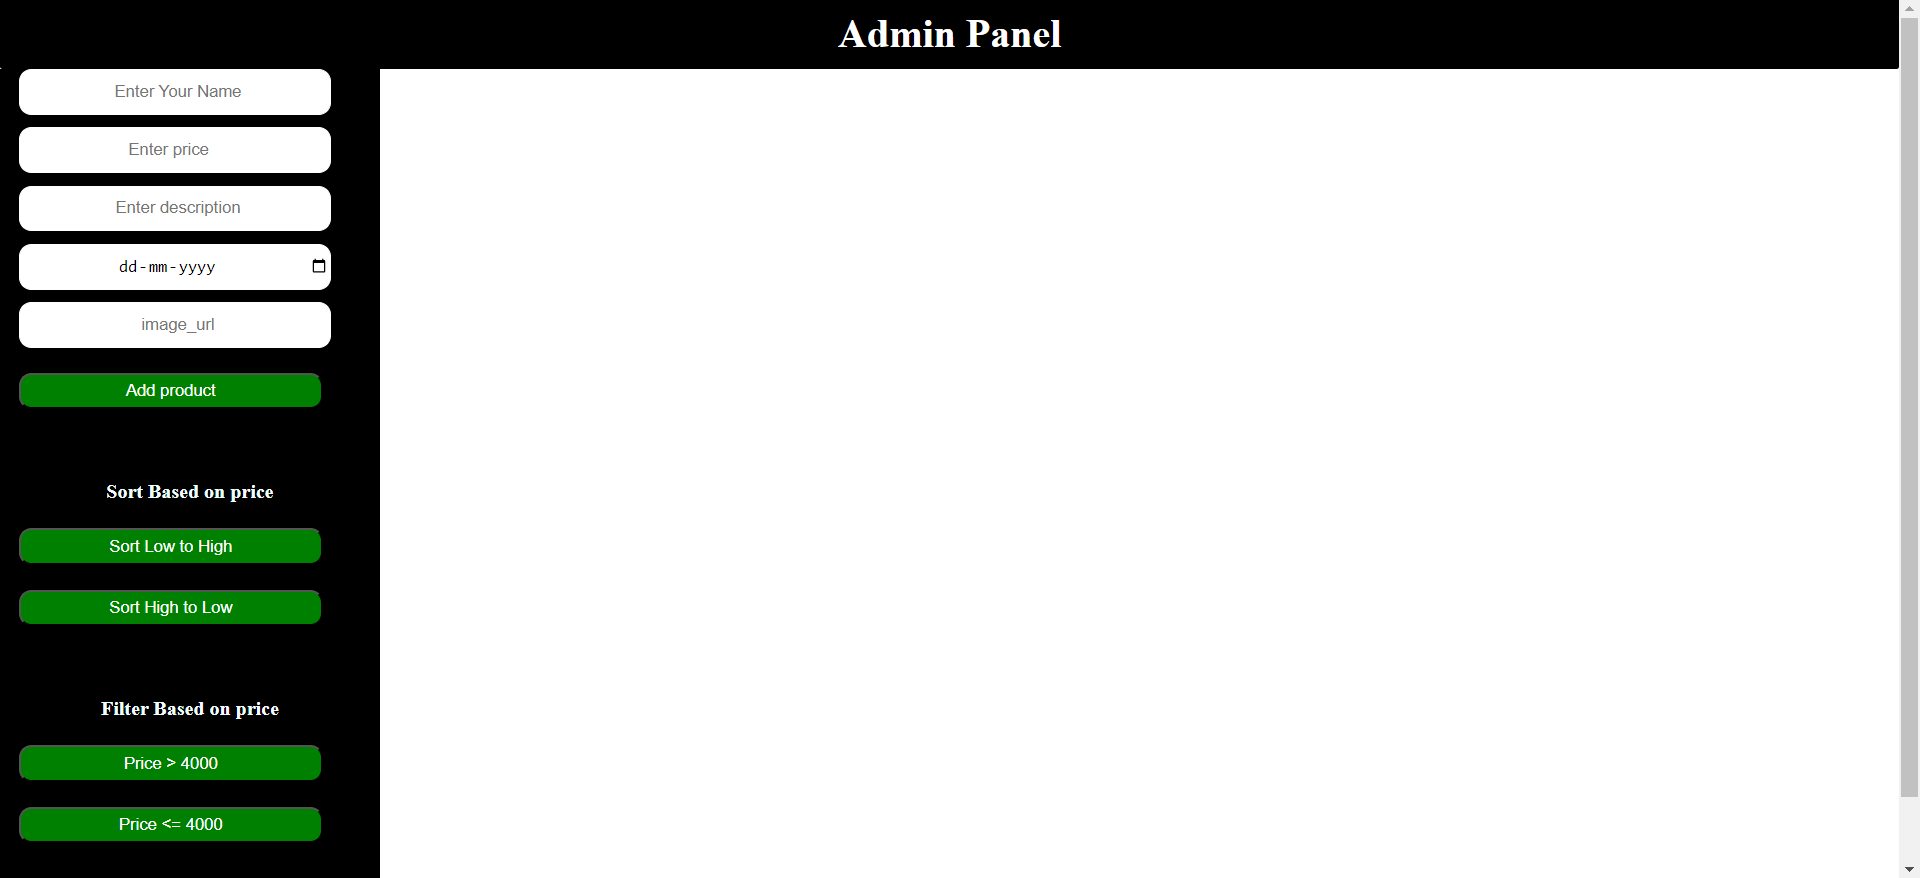 Admin Panel
Enter Your Name
Enter price
Enter description
dd-mm-yyyy
image_url
Add product
Sort Based on price
Sort Low to High
Sort High to Low
Filter Based on price
Price > 4000
Price <= 4000